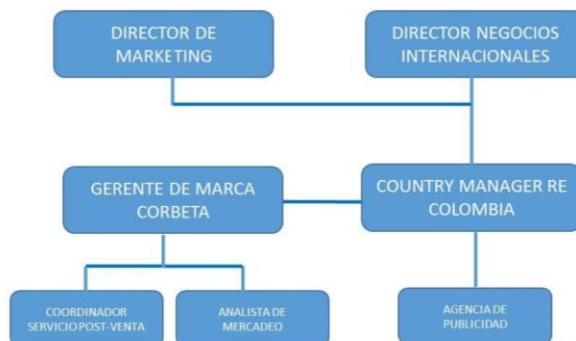 DIRECTOR DE
MARKETING
DIRECTOR NEGOCIOS
INTERNACIONALES
GERENTE DE MARCA
CORBETA
COUNTRY MANAGER RE
COLOMBIA
COORDINADOR
SERVICIO POST-VENTA
ANALISTA DE
MERCADEO
AGENCIA DE
PUBLICIDAD